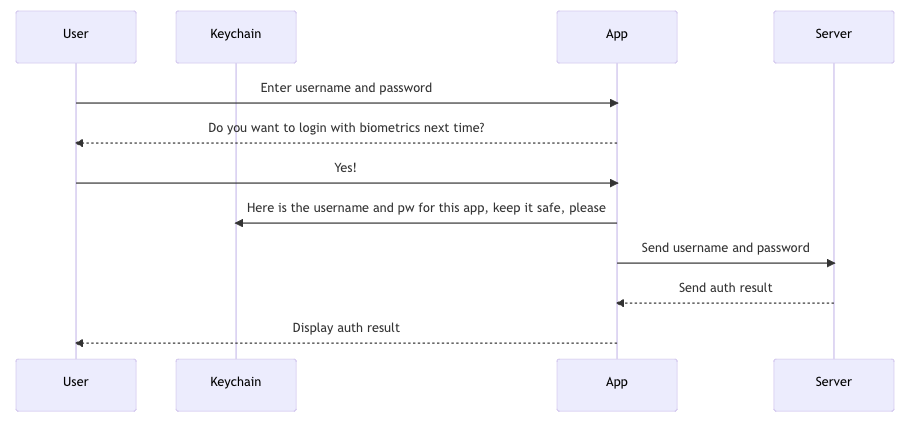 User
Keychain
App
Server
Enter username and password
Do you want to login with biometrics next time?
Yes!
Here is the username and pw for this app, keep it safe, please
Send username and password
Send auth result
Display auth result
User
Keychain
App
Server